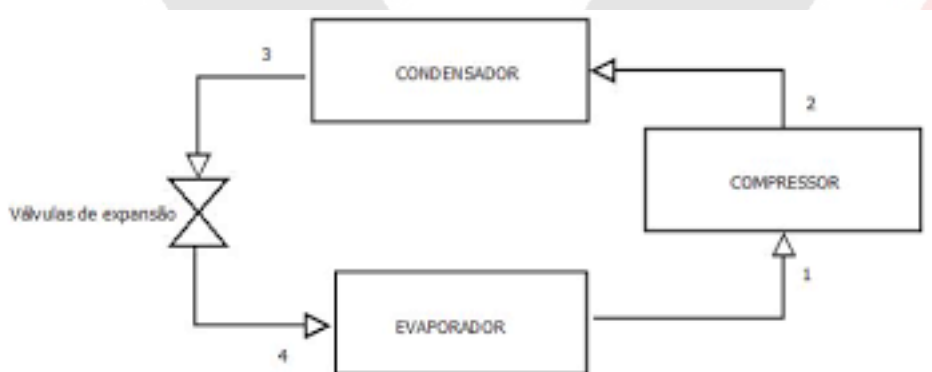 3
CONDENSADOR
2
COMPRESSOR
Válvulas de expansão
1
EVAPORADOR
4